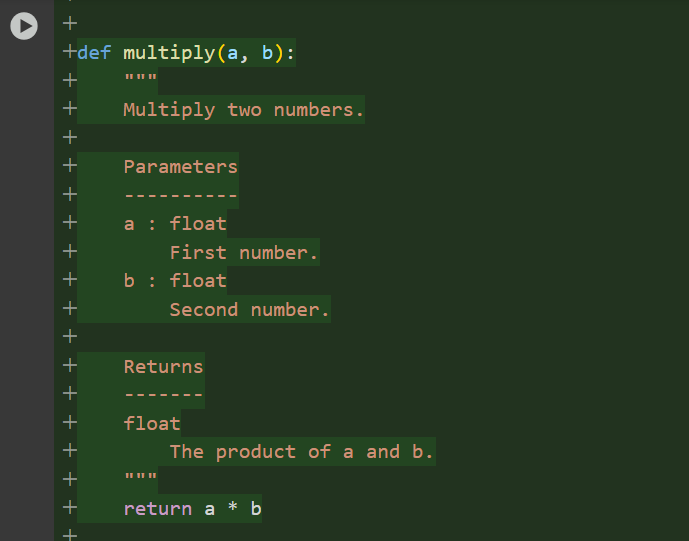 +
+def multiply(a, b):
+    """
+    Multiply two numbers.
+
+    Parameters
+    ----------
+    a : float
+        First number.
+    b : float
+        Second number.
+
+    Returns
+    -------
+    float
+        The product of a and b.
+    """
+    return a * b
+